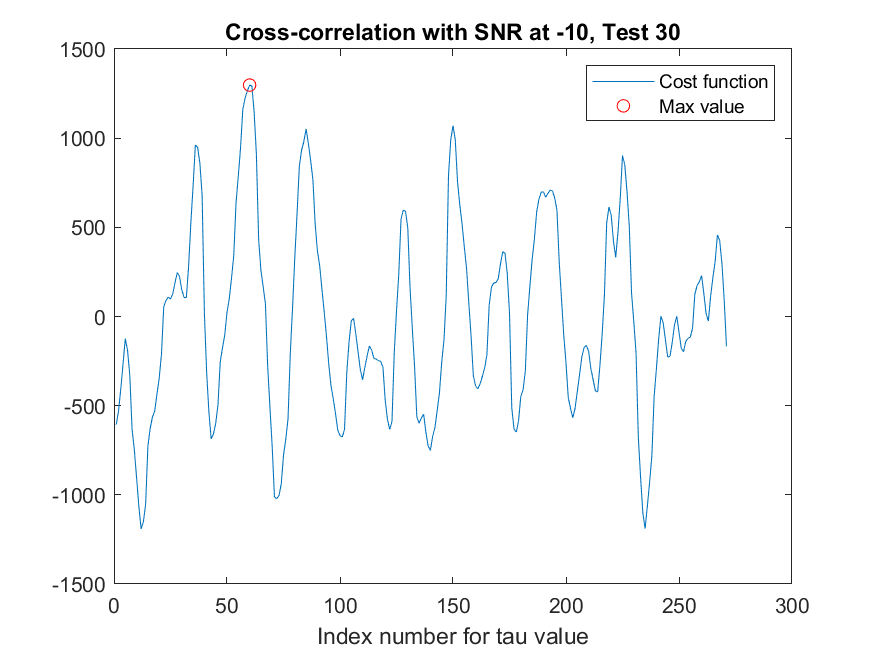 Cross-correlation with SNR at -10, Test 30
1500
1000
500
0
-500
-1000
-1500
0 50 100 150 200 250 300
Index number for tau value
Cost function
Max value